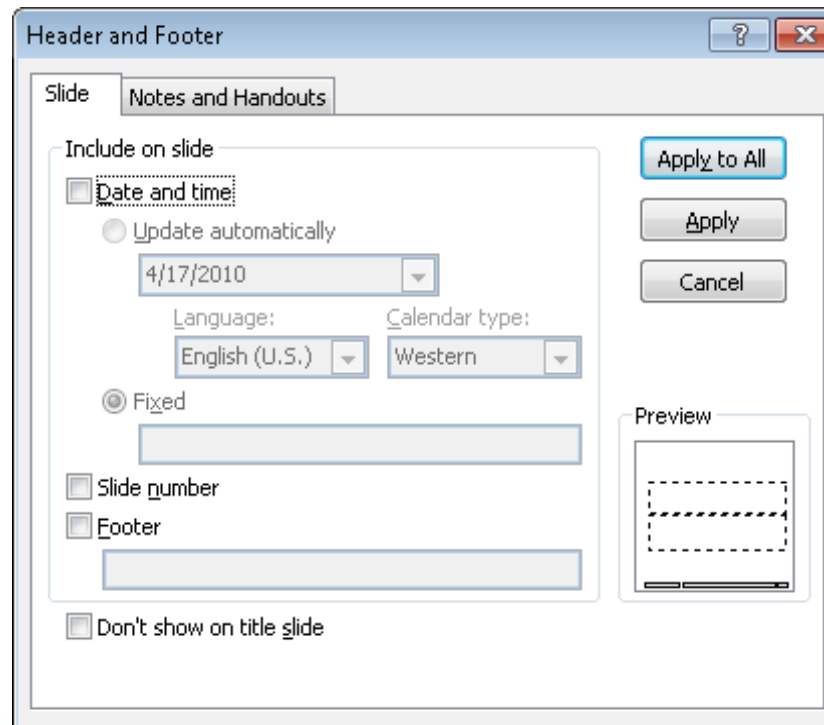 Header and Footer
Slide Notes and Handouts
Include on slide
Apply to All
Date and time
Update automatically
Apply
4/17/2010
Cancel
Language: Calendar type:
English (U.S.) Western
Fixed
Preview
Slide number
Footer
Don't show on title slide